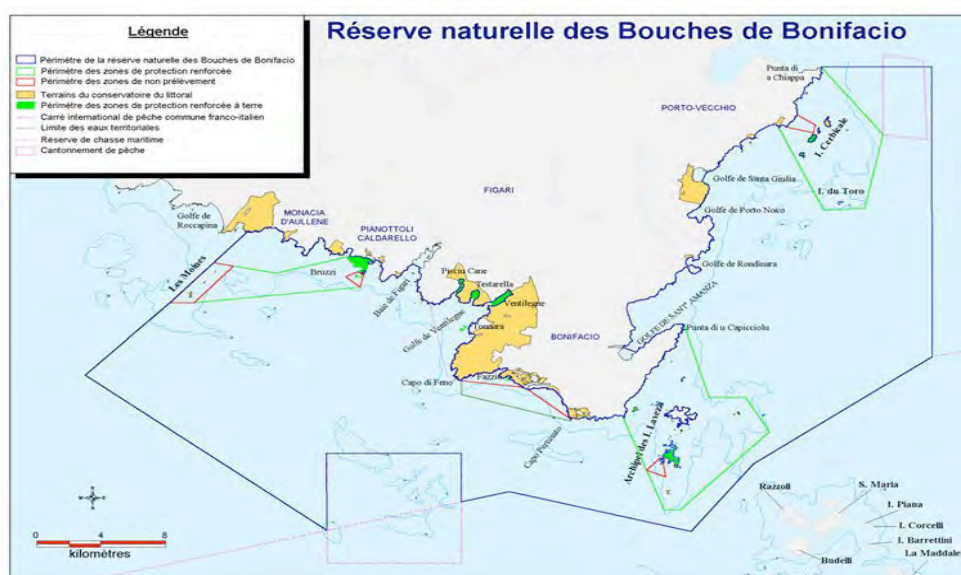 Légende
Périmètre de la réserve naturelle des Bouches de Bonifacio
Périmètre des zones de protection renforcée
Périmètre des zones de non prélèvement
Terrains du conservatoire du littoral
Périmètre des zones de protection renforcée à terre
Carré international de pêche commune franco-italien
Limite des eaux territoriales
Réserve de chasse maritime
Cantonnement de pêche
Réserve naturelle des Bouches de Bonifacio
Punta di
a Chiappa
PORTO-VECCHIO
I. Cerbicale
Golfe de Santa Giulia
I. du Toro
FIGARI
Golfe de Porto Novo
Golfe de
Roccapina
MONACIA
D'AULLENE
PIANOTTOLI
CALDARELLO
Les Moines
Bruzzi
Baie de Figari
Pisciu Cane
Testarella
Ventilegne
Golfe de Ventilegne
Tonnara
Golfe de Rondinara
GOLFE DE SANT' AMANZA
BONIFACIO
Punta di u Capicciolu
Capo di Feno
Fazzio
Capo Pertusato
Archipel des I. Lavezzi
Razzoli
S. Maria
I. Piana
I. Corcelli
I. Barrettini
La Maddale
Budelli
0 4 8
kilomètres